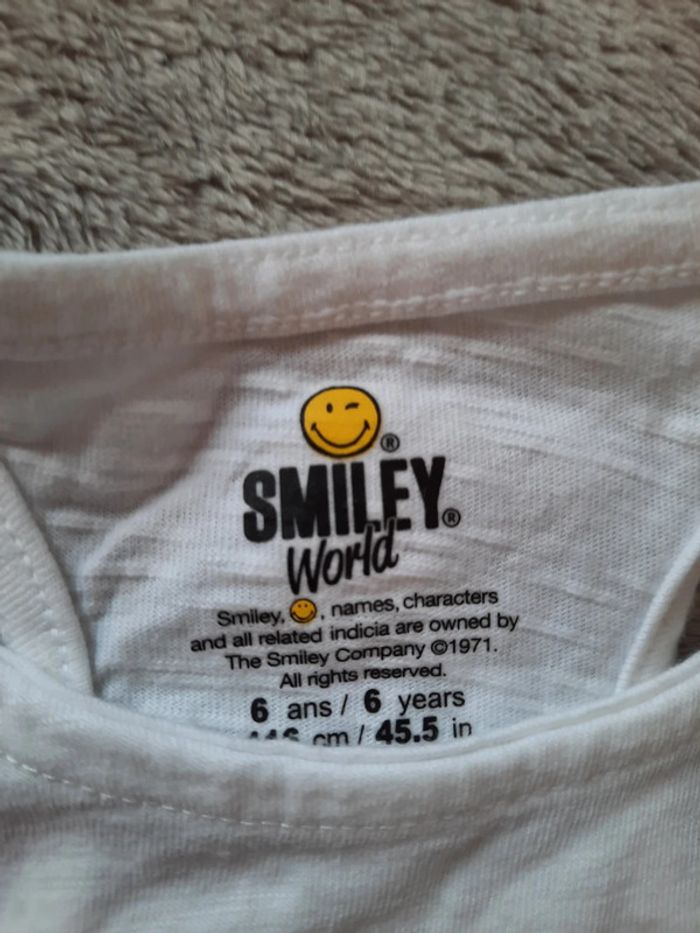 ®
SMILEY®
World
Smiley, , names, characters
and all related indicia are owned by
The Smiley Company ©1971.
All rights reserved.
6 ans / 6 years
cm / 45.5 in